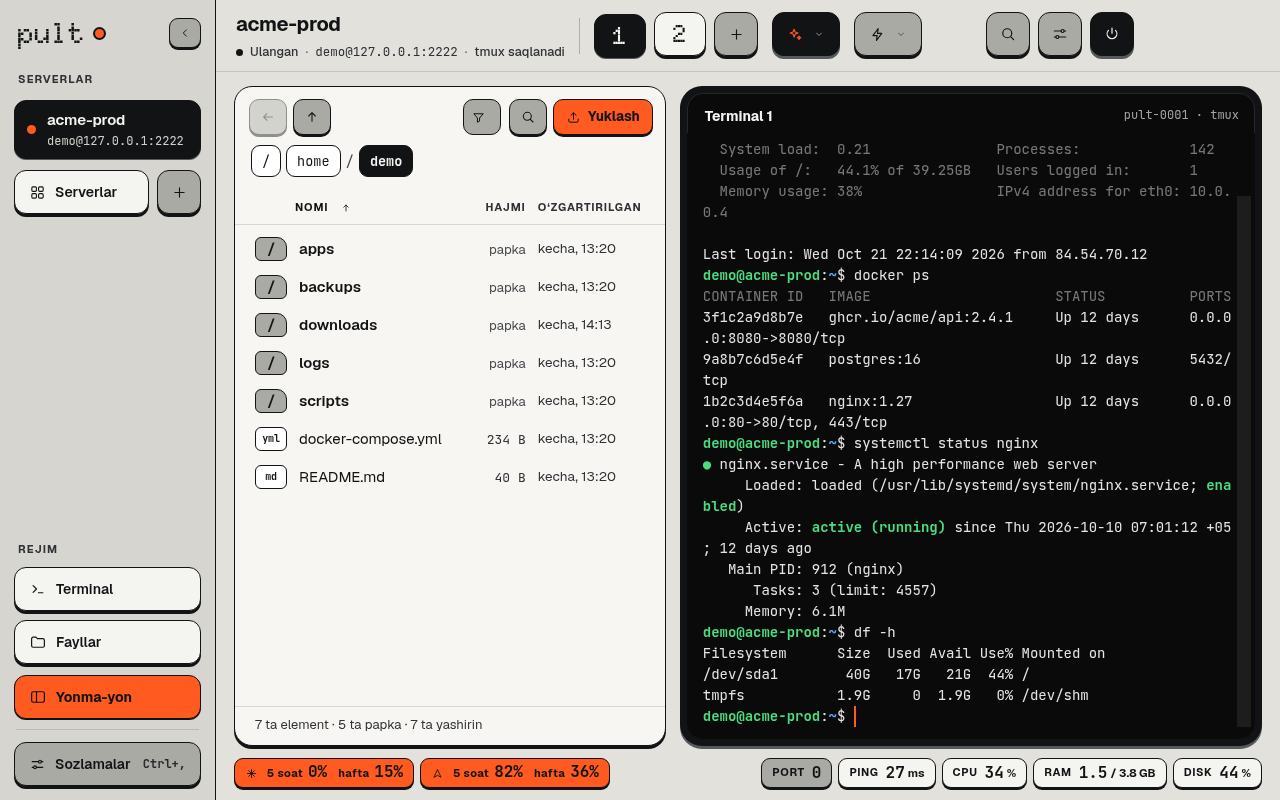 pult
SERVERLAR
acme-prod
demo@127.0.0.1:2222
Serverlar
REJIM
Terminal
Fayllar
Yonma-yon
Sozlamalar Ctrl+,
acme-prod
Ulangan · demo@127.0.0.1:2222 · tmux saqlanadi
1 2
Yuklash
/ home / demo
NOMI ↑ HAJMI OʻZGARTIRILGAN
/ apps papka kecha, 13:20
/ backups papka kecha, 13:20
/ downloads papka kecha, 14:13
/ logs papka kecha, 13:20
/ scripts papka kecha, 13:20
yml docker-compose.yml 234 B kecha, 13:20
md README.md 40 B kecha, 13:20
7 ta element · 5 ta papka · 7 ta yashirin
Terminal 1 pult-0001 · tmux
System load: 0.21 Processes: 142
Usage of /: 44.1% of 39.25GB Users logged in: 1
Memory usage: 38% IPv4 address for eth0: 10.0.
0.4
Last login: Wed Oct 21 22:14:09 2026 from 84.54.70.12
demo@acme-prod:~$ docker ps
CONTAINER ID IMAGE STATUS PORTS
3f1c2a9d8b7e ghcr.io/acme/api:2.4.1 Up 12 days 0.0.0
.0:8080->8080/tcp
9a8b7c6d5e4f postgres:16 Up 12 days 5432/
tcp
1b2c3d4e5f6a nginx:1.27 Up 12 days 0.0.0
.0:80->80/tcp, 443/tcp
demo@acme-prod:~$ systemctl status nginx
● nginx.service - A high performance web server
Loaded: loaded (/usr/lib/systemd/system/nginx.service; ena
bled)
Active: active (running) since Thu 2026-10-10 07:01:12 +05
; 12 days ago
Main PID: 912 (nginx)
Tasks: 3 (limit: 4557)
Memory: 6.1M
demo@acme-prod:~$ df -h
Filesystem Size Used Avail Use% Mounted on
/dev/sda1 40G 17G 21G 44% /
tmpfs 1.9G 0 1.9G 0% /dev/shm
demo@acme-prod:~$
5 soat 0% hafta 15%
5 soat 82% hafta 36%
PORT 0
PING 27 ms
CPU 34 %
RAM 1.5 / 3.8 GB
DISK 44 %